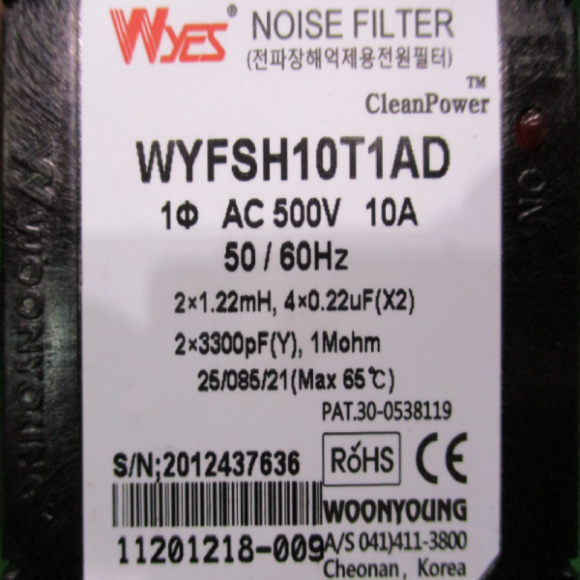 WYES® NOISE FILTER
(전파장해억제용전원필터)
CleanPower™
WYFSH10T1AD
1Φ AC 500V 10A
50 / 60Hz
2×1.22mH, 4×0.22uF(X2)
2×3300pF(Y), 1Mohm
25/085/21(Max 65℃)
PAT.30-0538119
S/N;2012437636
RoHS CE
WOONYOUNG
11201218-009
A/S 041)411-3800
Cheonan, Korea
ON
WOONYOUNG